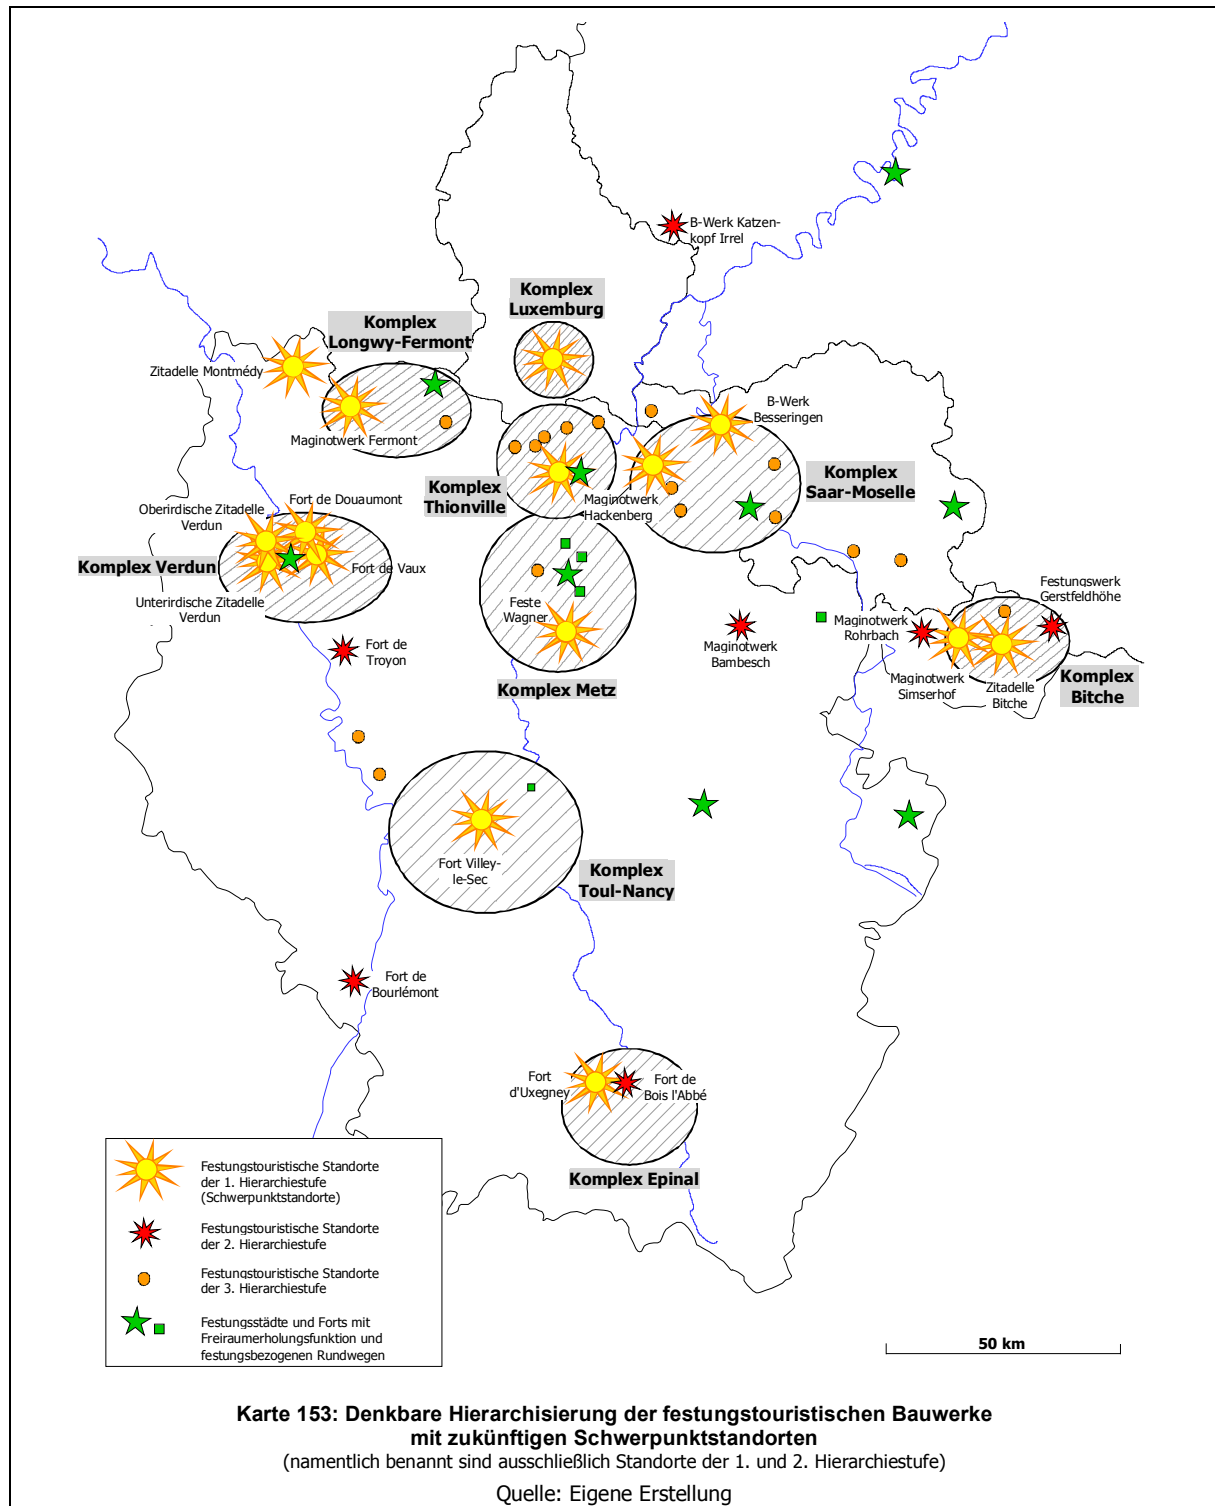 B-Werk Katzen-
kopf Irrel
Komplex
Luxemburg
Komplex
Longwy-Fermont
Zitadelle Montmédy
Maginotwerk Fermont
B-Werk
Besseringen
Komplex
Saar-Moselle
Komplex
Thionville
Maginotwerk
Hackenberg
Fort de Douaumont
Oberirdische Zitadelle
Verdun
Komplex Verdun
Fort de Vaux
Unterirdische Zitadelle
Verdun
Feste
Wagner
Komplex Metz
Fort de
Troyon
Maginotwerk
Bambesch
Festungswerk
Gerstfeldhöhe
Maginotwerk
Rohrbach
Maginotwerk
Simserhof
Zitadelle
Bitche
Komplex
Bitche
Fort Villey-
le-Sec
Komplex
Toul-Nancy
Fort de
Bourlémont
Fort
d'Uxegney
Fort de
Bois l'Abbé
Komplex Epinal
Festungstouristische Standorte
der 1. Hierarchiestufe
(Schwerpunktstandorte)
Festungstouristische Standorte
der 2. Hierarchiestufe
Festungstouristische Standorte
der 3. Hierarchiestufe
Festungsstädte und Forts mit
Freiraumerholungsfunktion und
festungsbezogenen Rundwegen
50 km
Karte 153: Denkbare Hierarchisierung der festungstouristischen Bauwerke
mit zukünftigen Schwerpunktstandorten
(namentlich benannt sind ausschließlich Standorte der 1. und 2. Hierarchiestufe)
Quelle: Eigene Erstellung